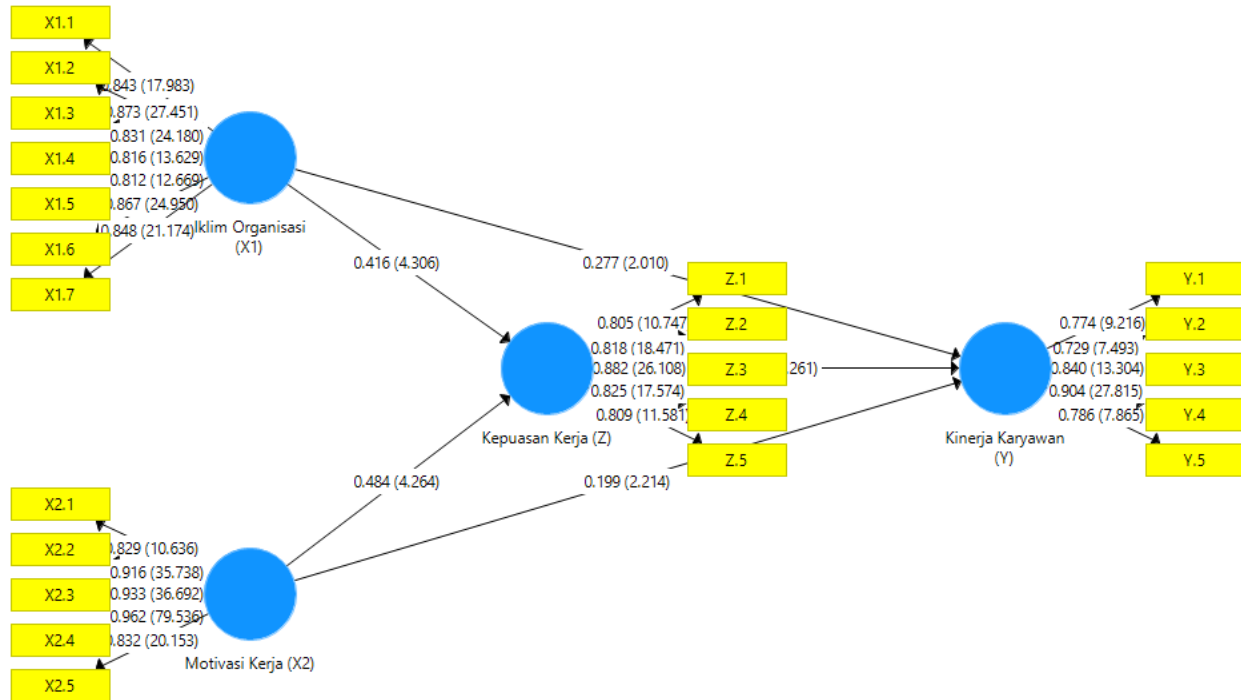 X1.1
X1.2
X1.3
X1.4
X1.5
X1.6
X1.7
.843 (17.983)
.873 (27.451)
0.831 (24.180)
0.816 (13.629)
0.812 (12.669)
0.867 (24.950)
0.848 (21.174)
Iklim Organisasi
(X1)
0.416 (4.306)
0.277 (2.010)
Z.1
Z.2
Z.3
Z.4
Z.5
0.805 (10.747
0.818 (18.471)
0.882 (26.108)
0.825 (17.574)
0.809 (11.581)
.261)
Kepuasan Kerja (Z)
Y.1
Y.2
Y.3
Y.4
Y.5
0.774 (9.216)
0.729 (7.493)
0.840 (13.304)
0.904 (27.815)
0.786 (7.865)
Kinerja Karyawan
(Y)
0.484 (4.264)
0.199 (2.214)
X2.1
X2.2
X2.3
X2.4
X2.5
.829 (10.636)
0.916 (35.738)
0.933 (36.692)
0.962 (79.536)
0.832 (20.153)
Motivasi Kerja (X2)